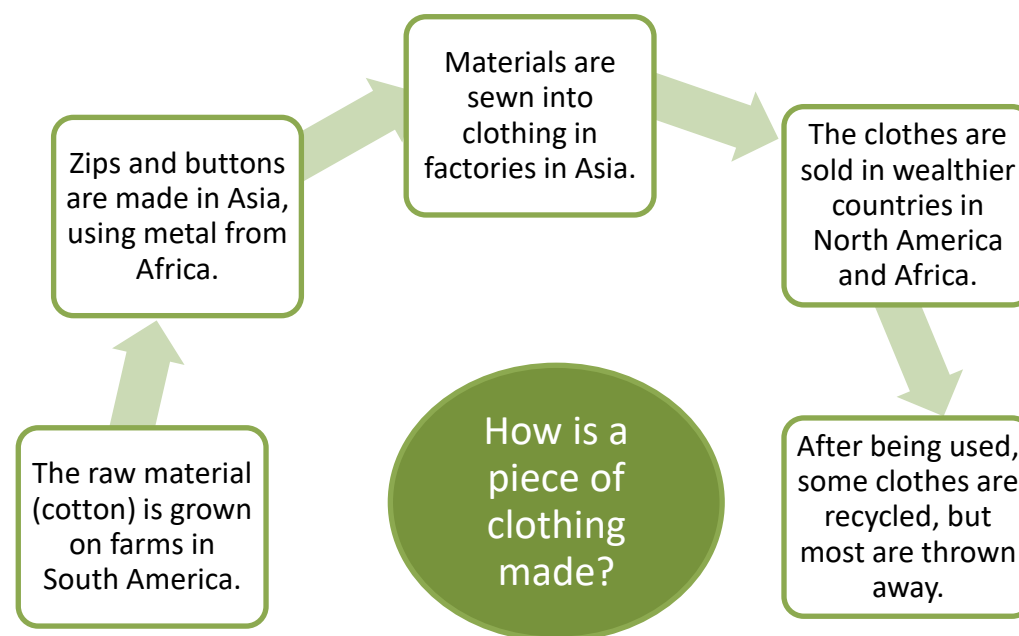 The raw material
(cotton) is grown
on farms in
South America.
Zips and buttons
are made in Asia,
using metal from
Africa.
Materials are
sewn into
clothing in
factories in Asia.
The clothes are
sold in wealthier
countries in
North America
and Africa.
After being used,
some clothes are
recycled, but
most are thrown
away.
How is a
piece of
clothing
made?